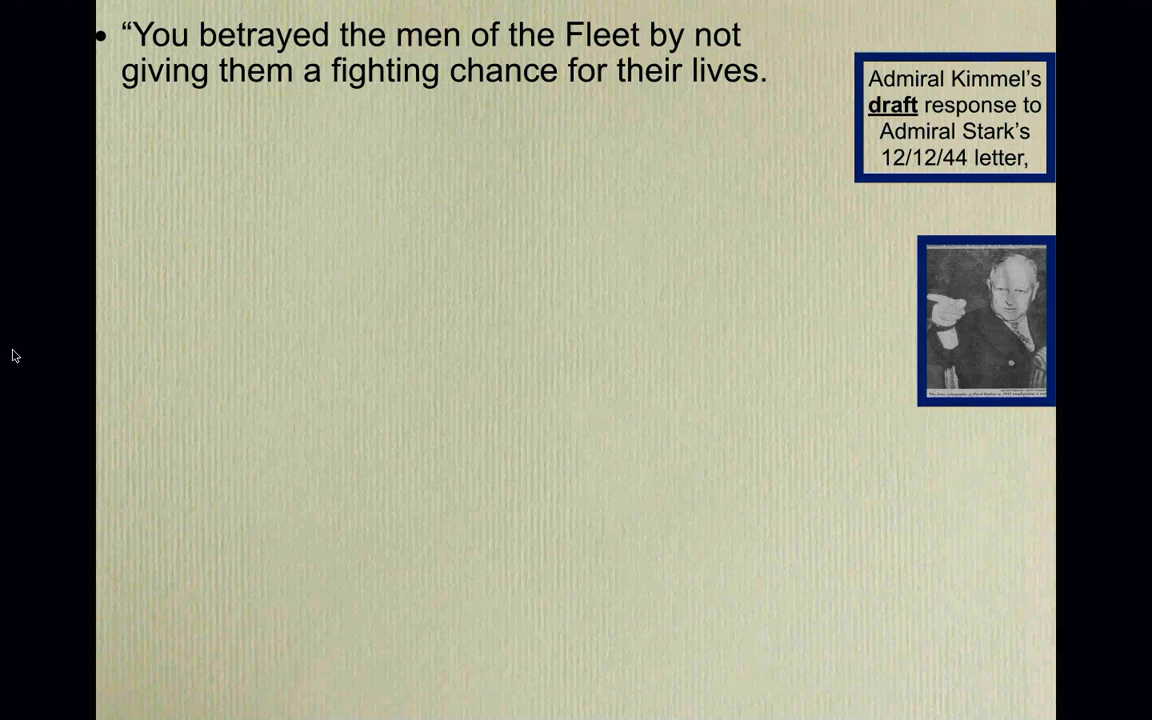 • “You betrayed the men of the Fleet by not
giving them a fighting chance for their lives.
Admiral Kimmel’s
draft response to
Admiral Stark’s
12/12/44 letter,